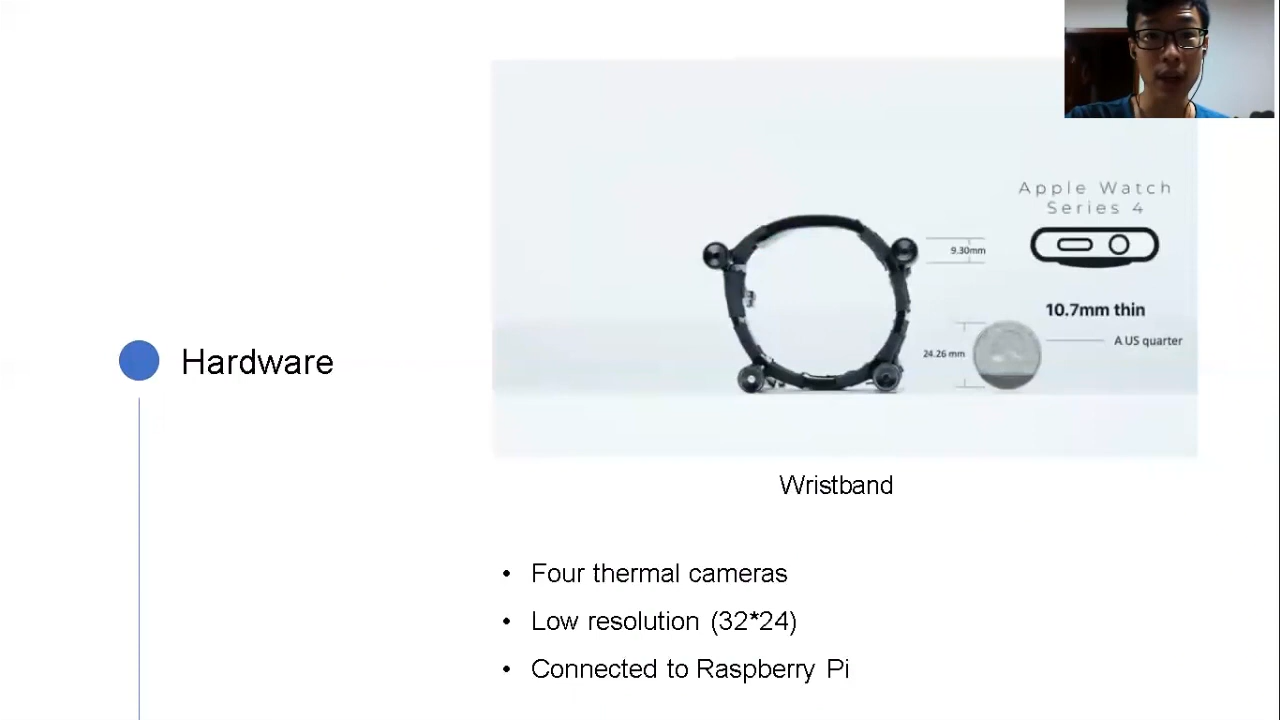 Hardware
Apple Watch
Series 4
9.30mm
10.7mm thin
A US quarter
24.26 mm
Wristband
• Four thermal cameras
• Low resolution (32*24)
• Connected to Raspberry Pi